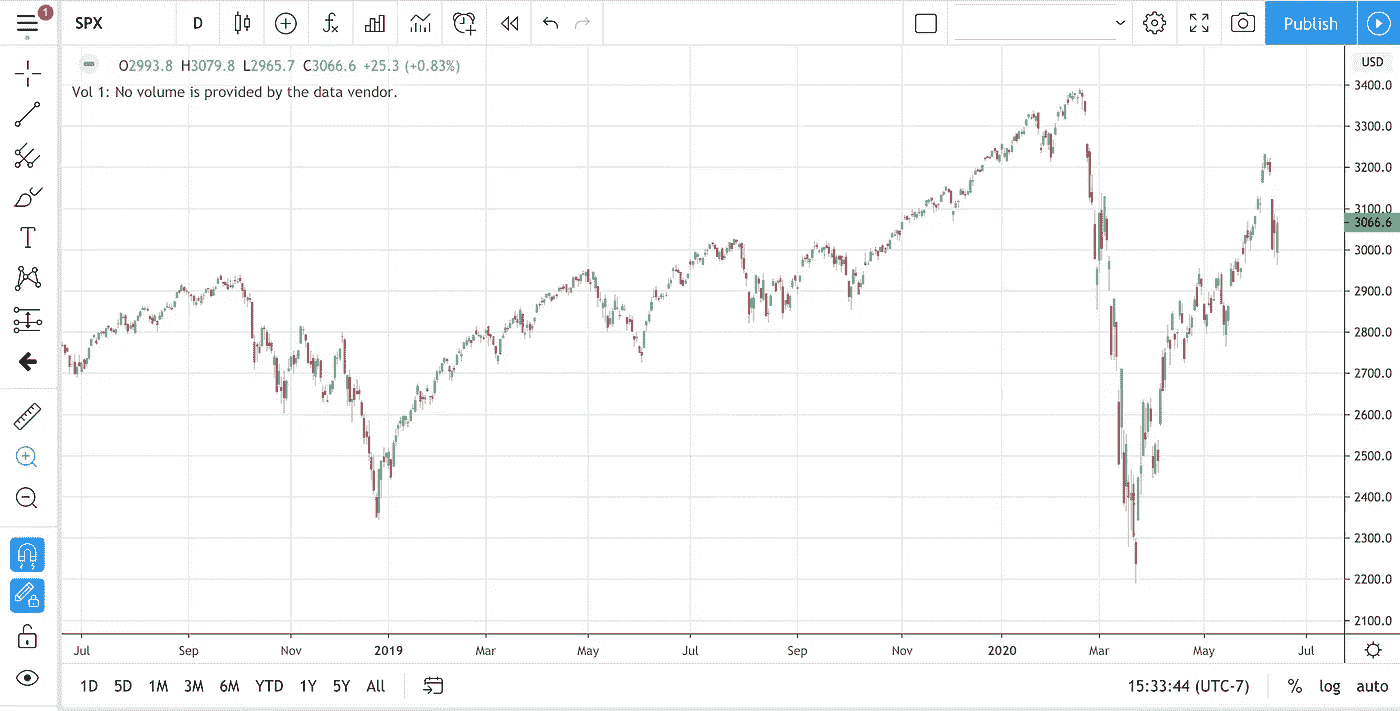 1
SPX D Publish
O2993.8 H3079.8 L2965.7 C3066.6 +25.3 (+0.83%)
Vol 1: No volume is provided by the data vendor.
USD
3400.0
3300.0
3200.0
3100.0
3066.6
3000.0
2900.0
2800.0
2700.0
2600.0
2500.0
2400.0
2300.0
2200.0
2100.0
Jul Sep Nov 2019 Mar May Jul Sep Nov 2020 Mar May Jul
1D 5D 1M 3M 6M YTD 1Y 5Y All 15:33:44 (UTC-7) % log auto